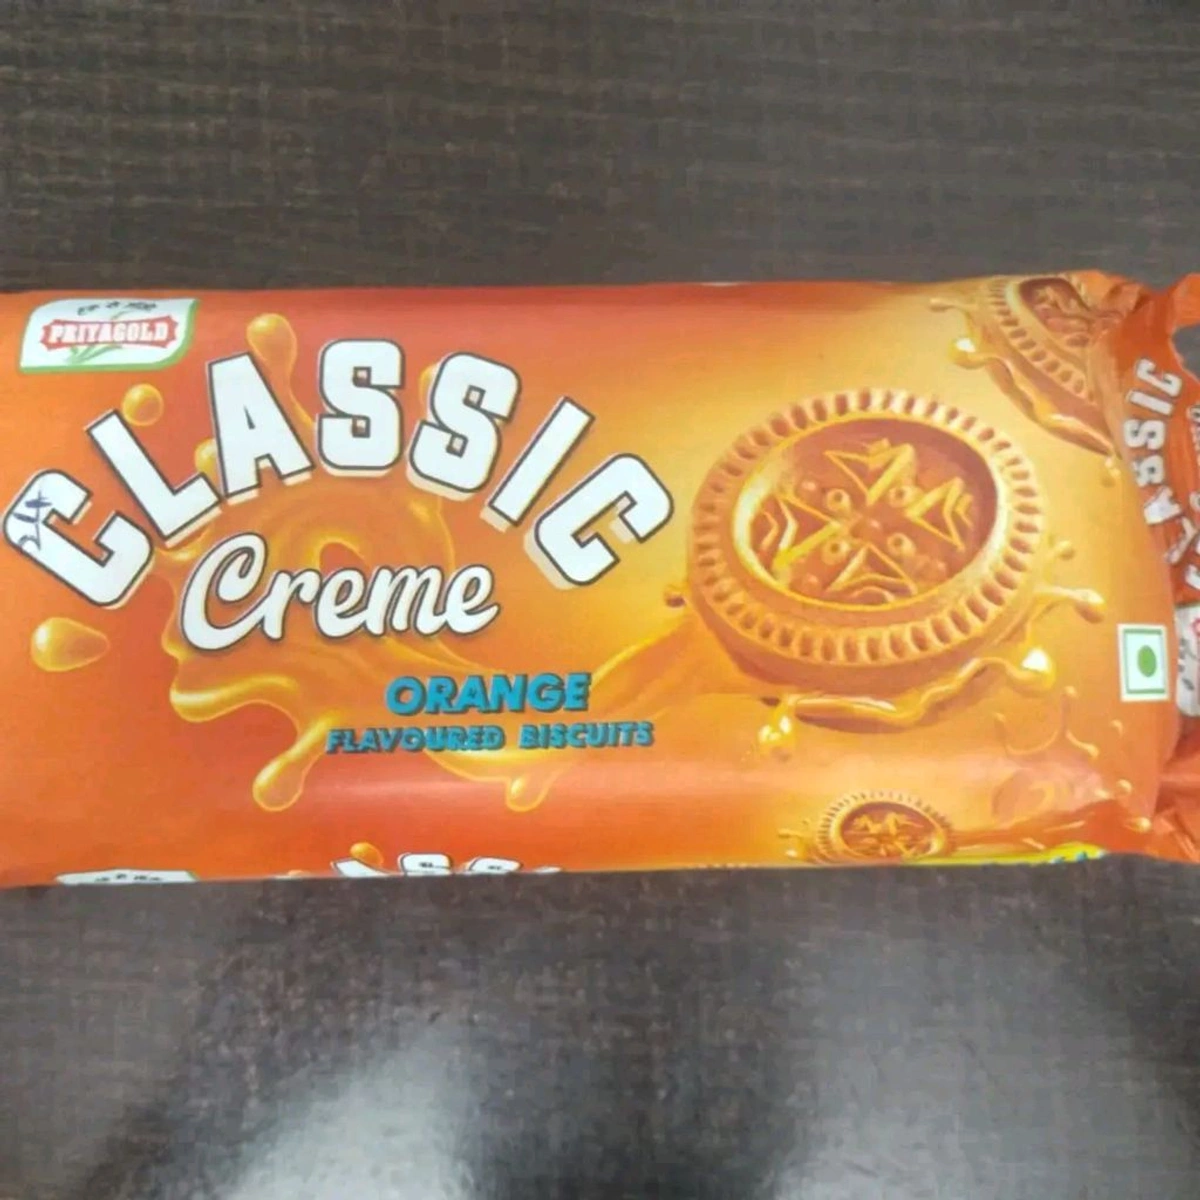 PRIYAGOLD
CLASSIC
Creme
ORANGE
FLAVOURED BISCUITS
CLASSIC